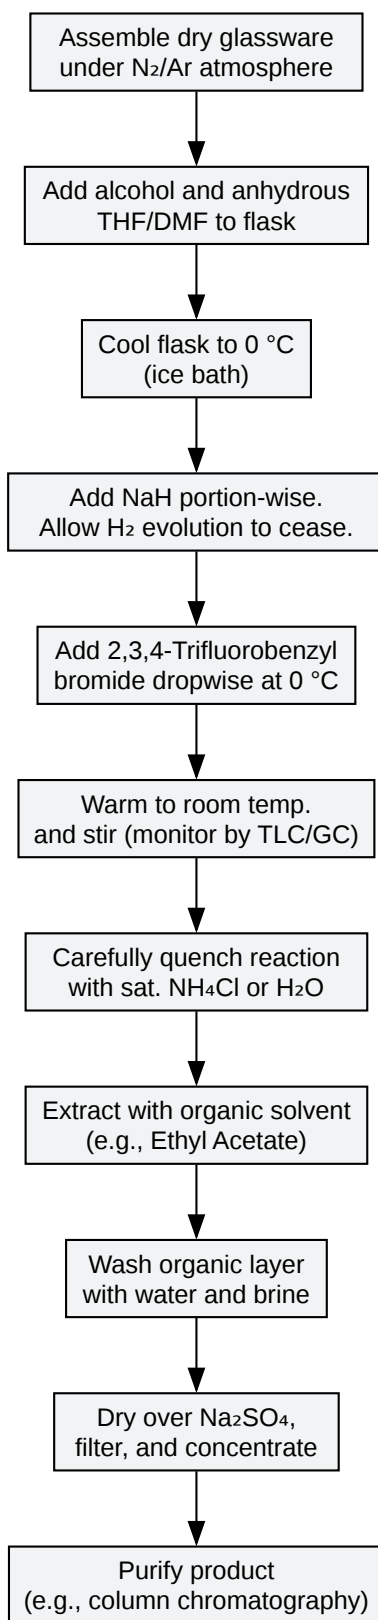 Assemble dry glassware
under N₂/Ar atmosphere
Add alcohol and anhydrous
THF/DMF to flask
Cool flask to 0 °C
(ice bath)
Add NaH portion-wise.
Allow H₂ evolution to cease.
Add 2,3,4-Trifluorobenzyl
bromide dropwise at 0 °C
Warm to room temp.
and stir (monitor by TLC/GC)
Carefully quench reaction
with sat. NH₄Cl or H₂O
Extract with organic solvent
(e.g., Ethyl Acetate)
Wash organic layer
with water and brine
Dry over Na₂SO₄,
filter, and concentrate
Purify product
(e.g., column chromatography)